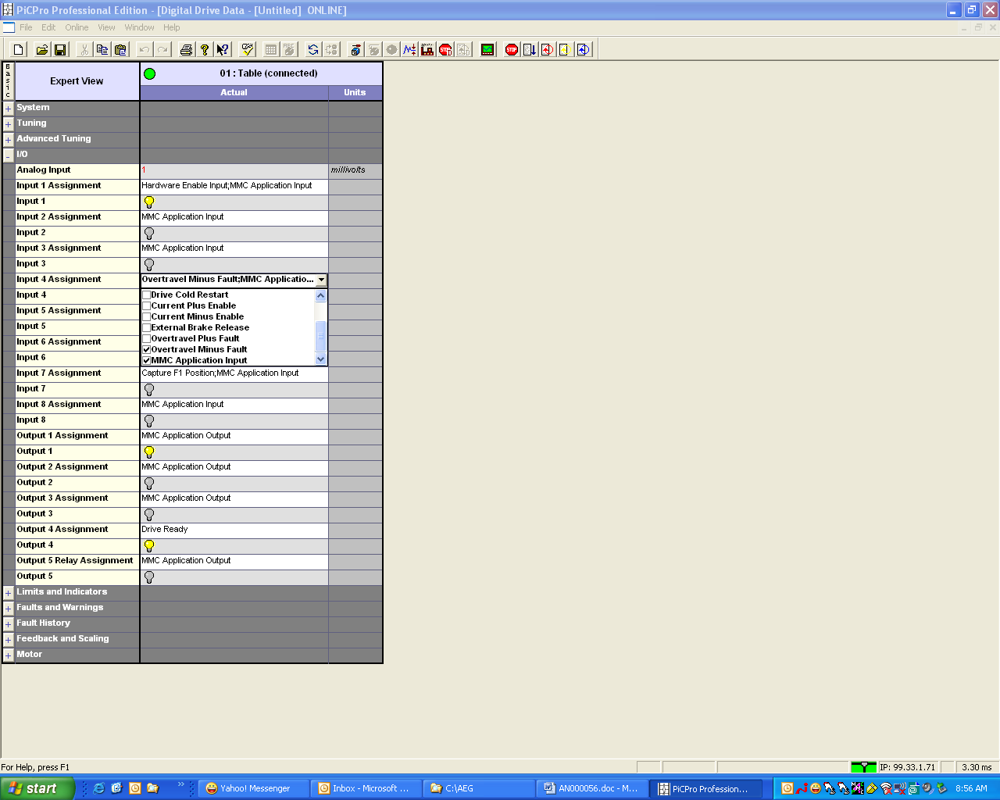 PiCPro Professional Edition - [Digital Drive Data - [Untitled]  ONLINE]
File Edit Online View Window Help
Basic
Expert View
01 : Table (connected)
Actual Units
System
Tuning
Advanced Tuning
I/O
Analog Input 1 millivolts
Input 1 Assignment Hardware Enable Input;MMC Application Input
Input 1
Input 2 Assignment MMC Application Input
Input 2
Input 3 Assignment MMC Application Input
Input 3
Input 4 Assignment Overtravel Minus Fault;MMC Applicatio...
Input 4 Drive Cold Restart
Current Plus Enable
Input 5 Assignment Current Minus Enable
Input 5 External Brake Release
Input 6 Assignment Overtravel Plus Fault
Overtravel Minus Fault
Input 6 MMC Application Input
Input 7 Assignment Capture F1 Position;MMC Application Input
Input 7
Input 8 Assignment MMC Application Input
Input 8
Output 1 Assignment MMC Application Output
Output 1
Output 2 Assignment MMC Application Output
Output 2
Output 3 Assignment MMC Application Output
Output 3
Output 4 Assignment Drive Ready
Output 4
Output 5 Relay Assignment MMC Application Output
Output 5
Limits and Indicators
Faults and Warnings
Fault History
Feedback and Scaling
Motor
For Help, press F1
IP: 99.33.1.71
3.30 ms
start
Yahoo! Messenger
Inbox - Microsoft ...
C:\AEG
AN000056.doc - M...
PiCPro Profession...
8:56 AM